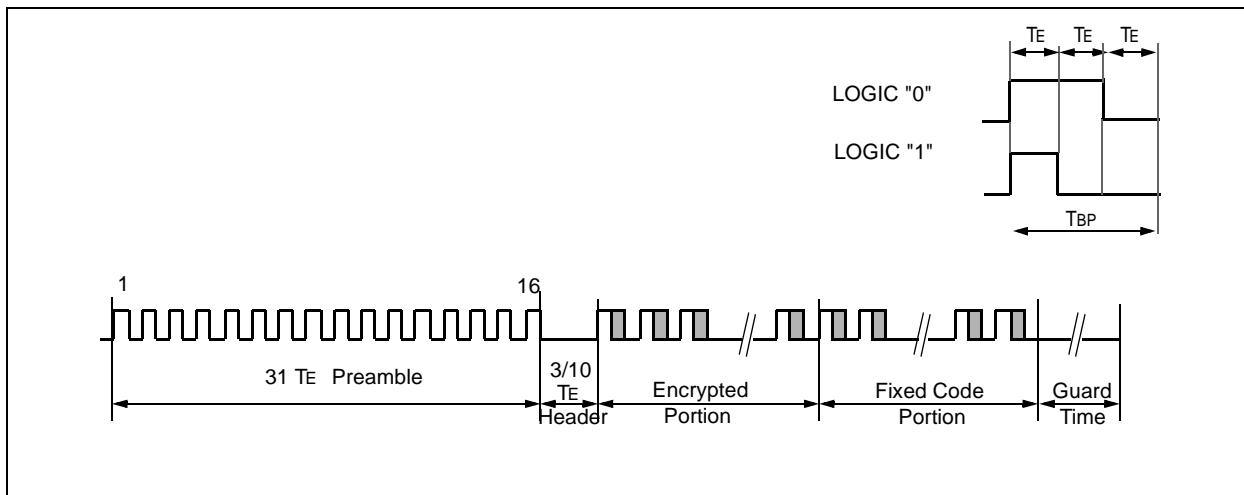 TE TE TE
LOGIC "0"
LOGIC "1"
TBP
1
16
31 TE Preamble
3/10
TE
Header
Encrypted
Portion
Fixed Code
Portion
Guard
Time